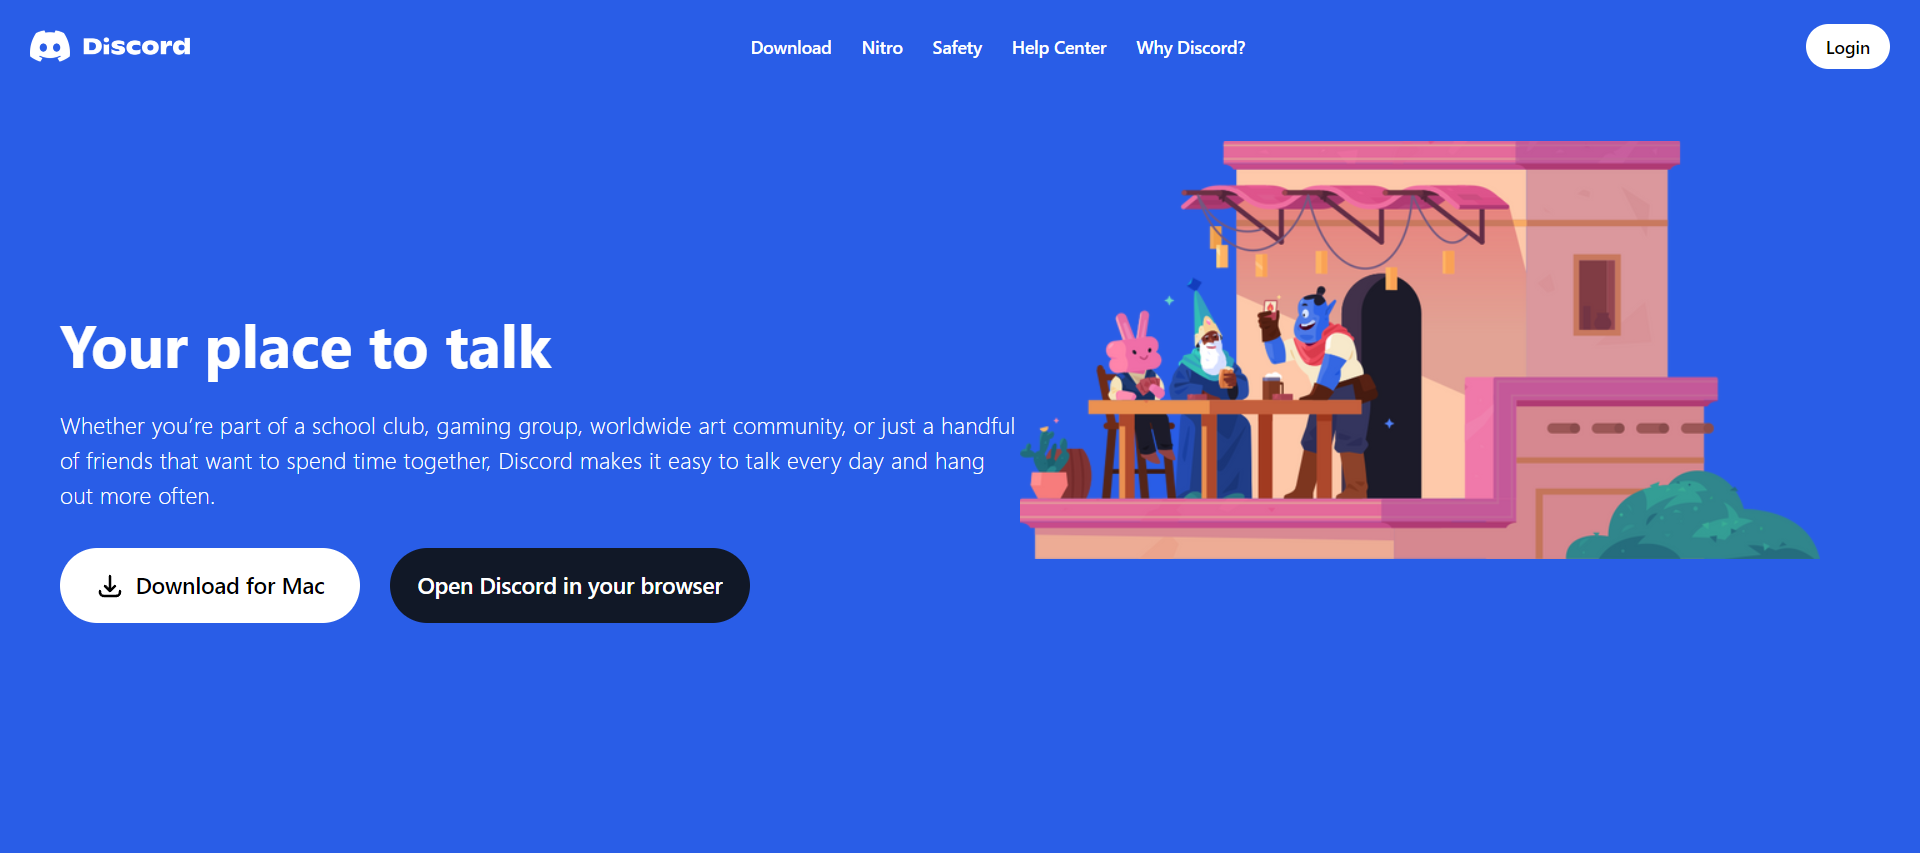 Discord
Download
Nitro
Safety
Help Center
Why Discord?
Login
Your place to talk
Whether you’re part of a school club, gaming group, worldwide art community, or just a handful
of friends that want to spend time together, Discord makes it easy to talk every day and hang
out more often.
Download for Mac
Open Discord in your browser